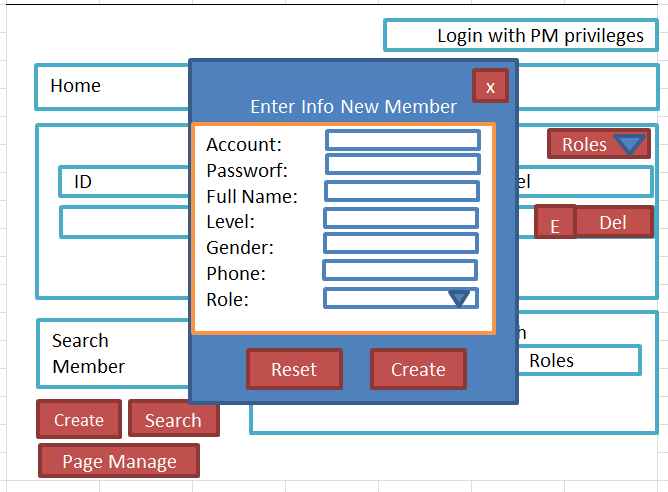 Login with PM privileges
Home
x
Enter Info New Member
Account:
Passworf:
Full Name:
Level:
Gender:
Phone:
Role:
Roles
ID
E
Del
Search
Member
Roles
Reset
Create
Create
Search
Page Manage